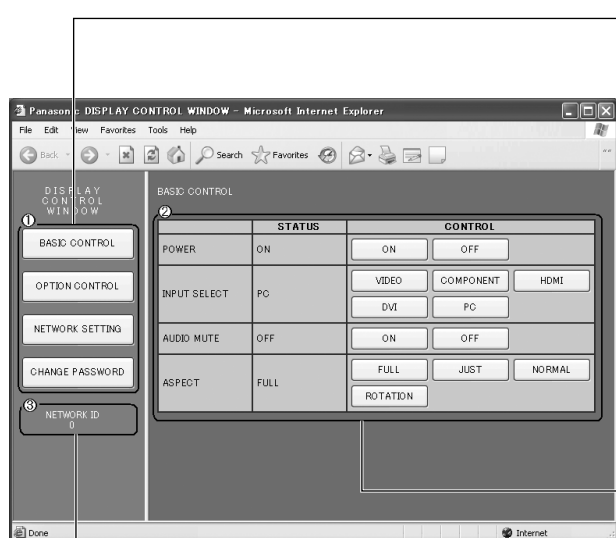 Panasonic DISPLAY CONTROL WINDOW - Microsoft Internet Explorer
File Edit View Favorites Tools Help
Back Search Favorites
DISPLAY
CONTROL
WINDOW
①
BASIC CONTROL
OPTION CONTROL
NETWORK SETTING
CHANGE PASSWORD
③
NETWORK ID
0
BASIC CONTROL
②
STATUS CONTROL
POWER ON ON OFF
INPUT SELECT PC VIDEO COMPONENT HDMI
DVI PC
AUDIO MUTE OFF ON OFF
ASPECT FULL FULL JUST NORMAL
ROTATION
Done Internet